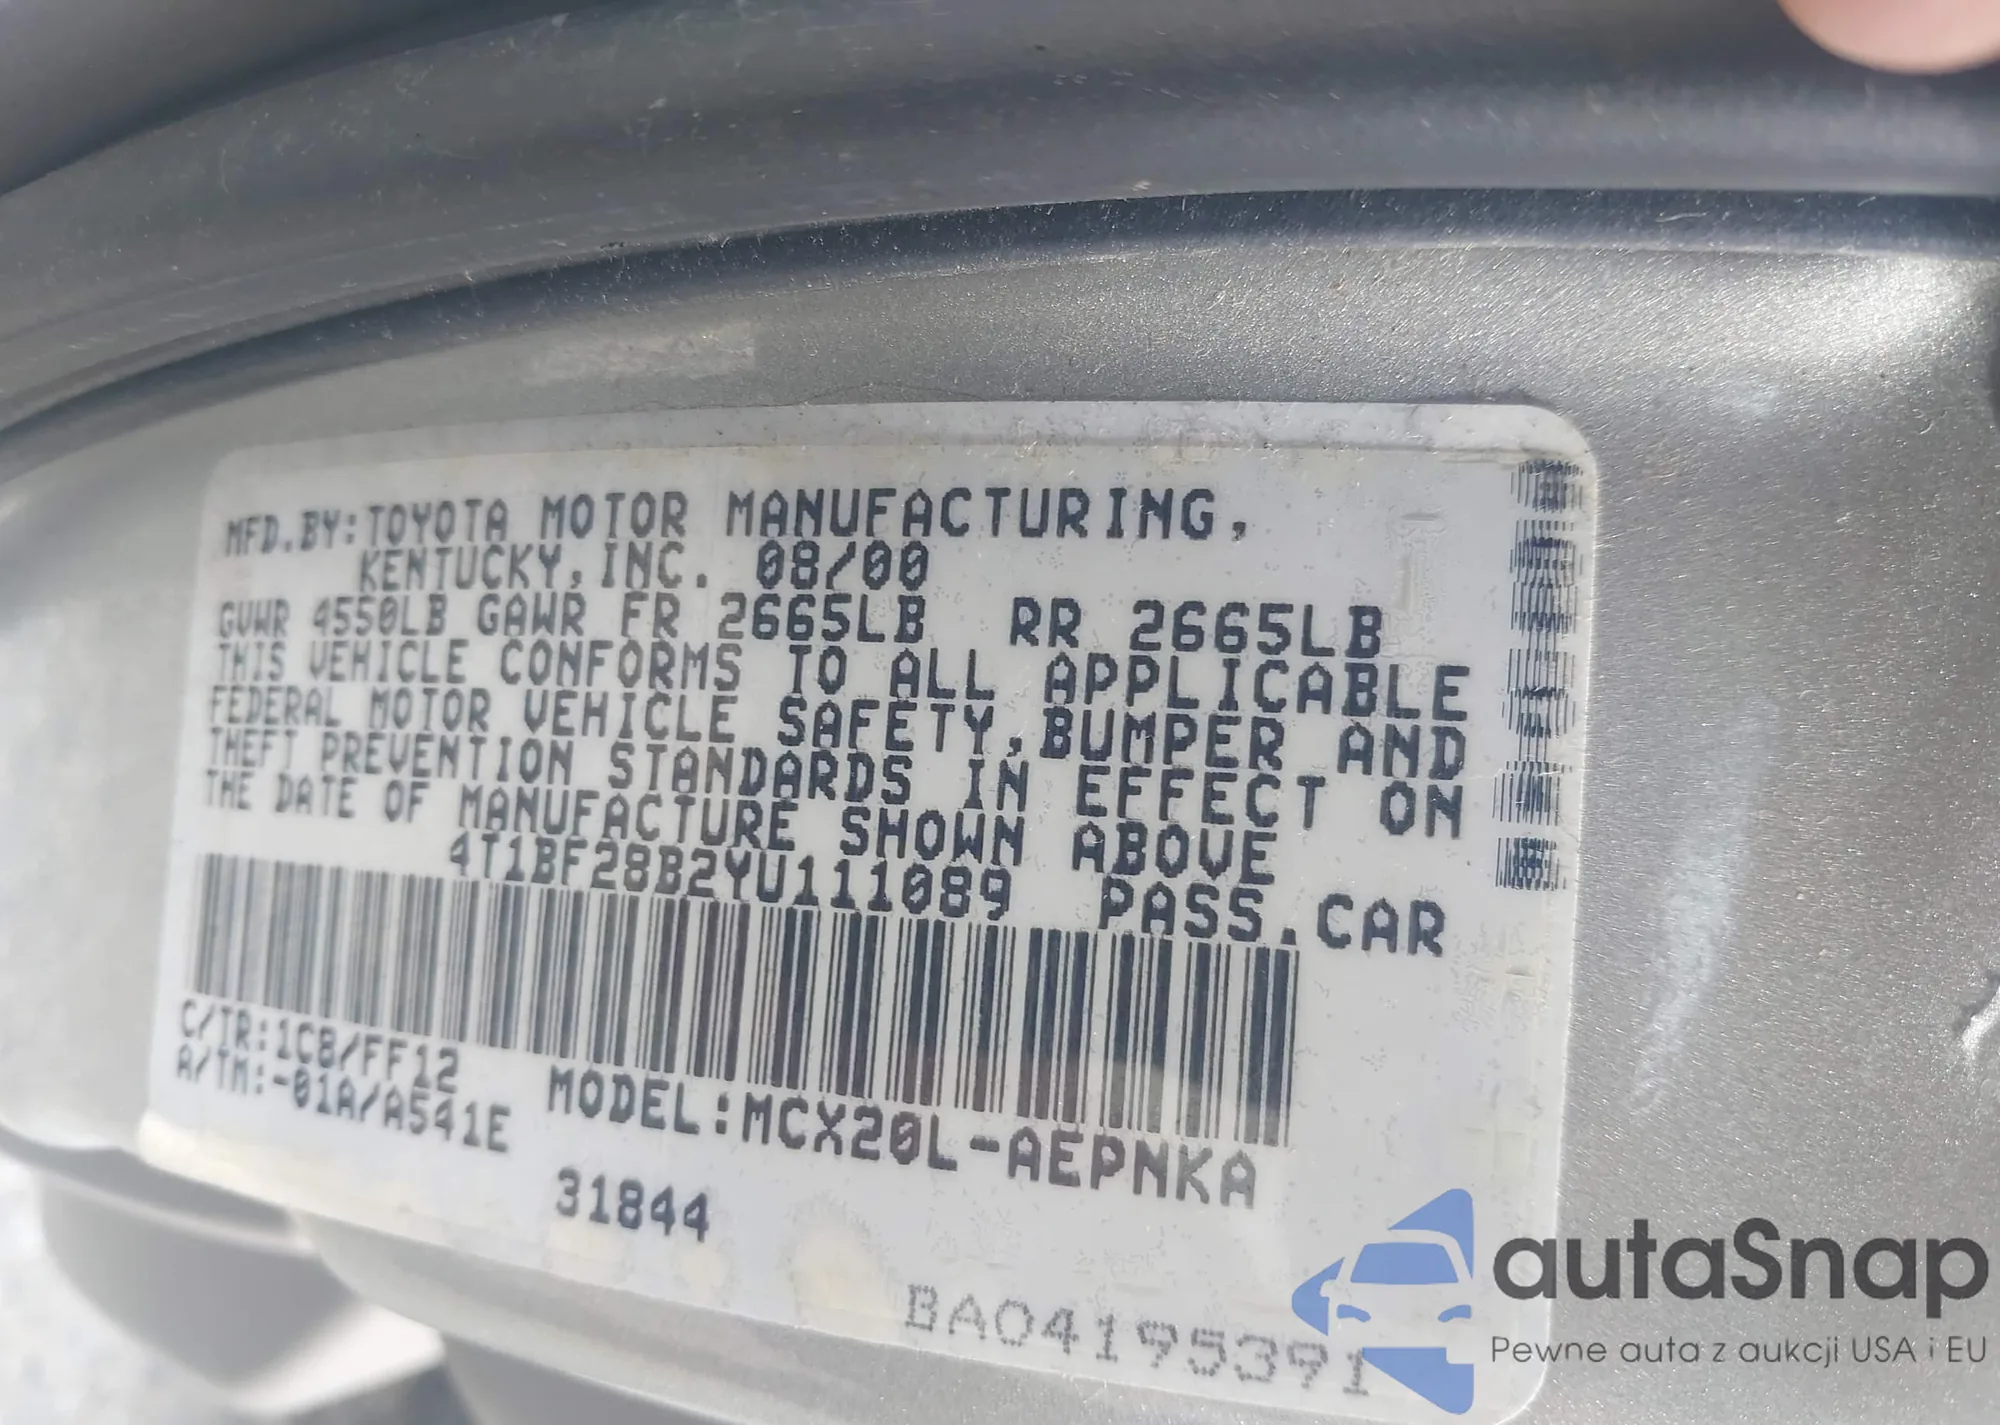 MFD.BY:TOYOTA MOTOR MANUFACTURING,
KENTUCKY,INC. 08/00
GVWR 4550LB GAWR FR 2665LB RR 2665LB
THIS VEHICLE CONFORMS TO ALL APPLICABLE
FEDERAL MOTOR VEHICLE SAFETY,BUMPER AND
THEFT PREVENTION STANDARDS IN EFFECT ON
THE DATE OF MANUFACTURE SHOWN ABOVE
4T1BF28B2YU111089 PASS.CAR
C/TR:1C8/FF12
A/TM:-01A/A541E
MODEL:MCX20L-AEPNKA
31844
BA04195391
autaSnap
Pewne auta z aukcji USA i EU